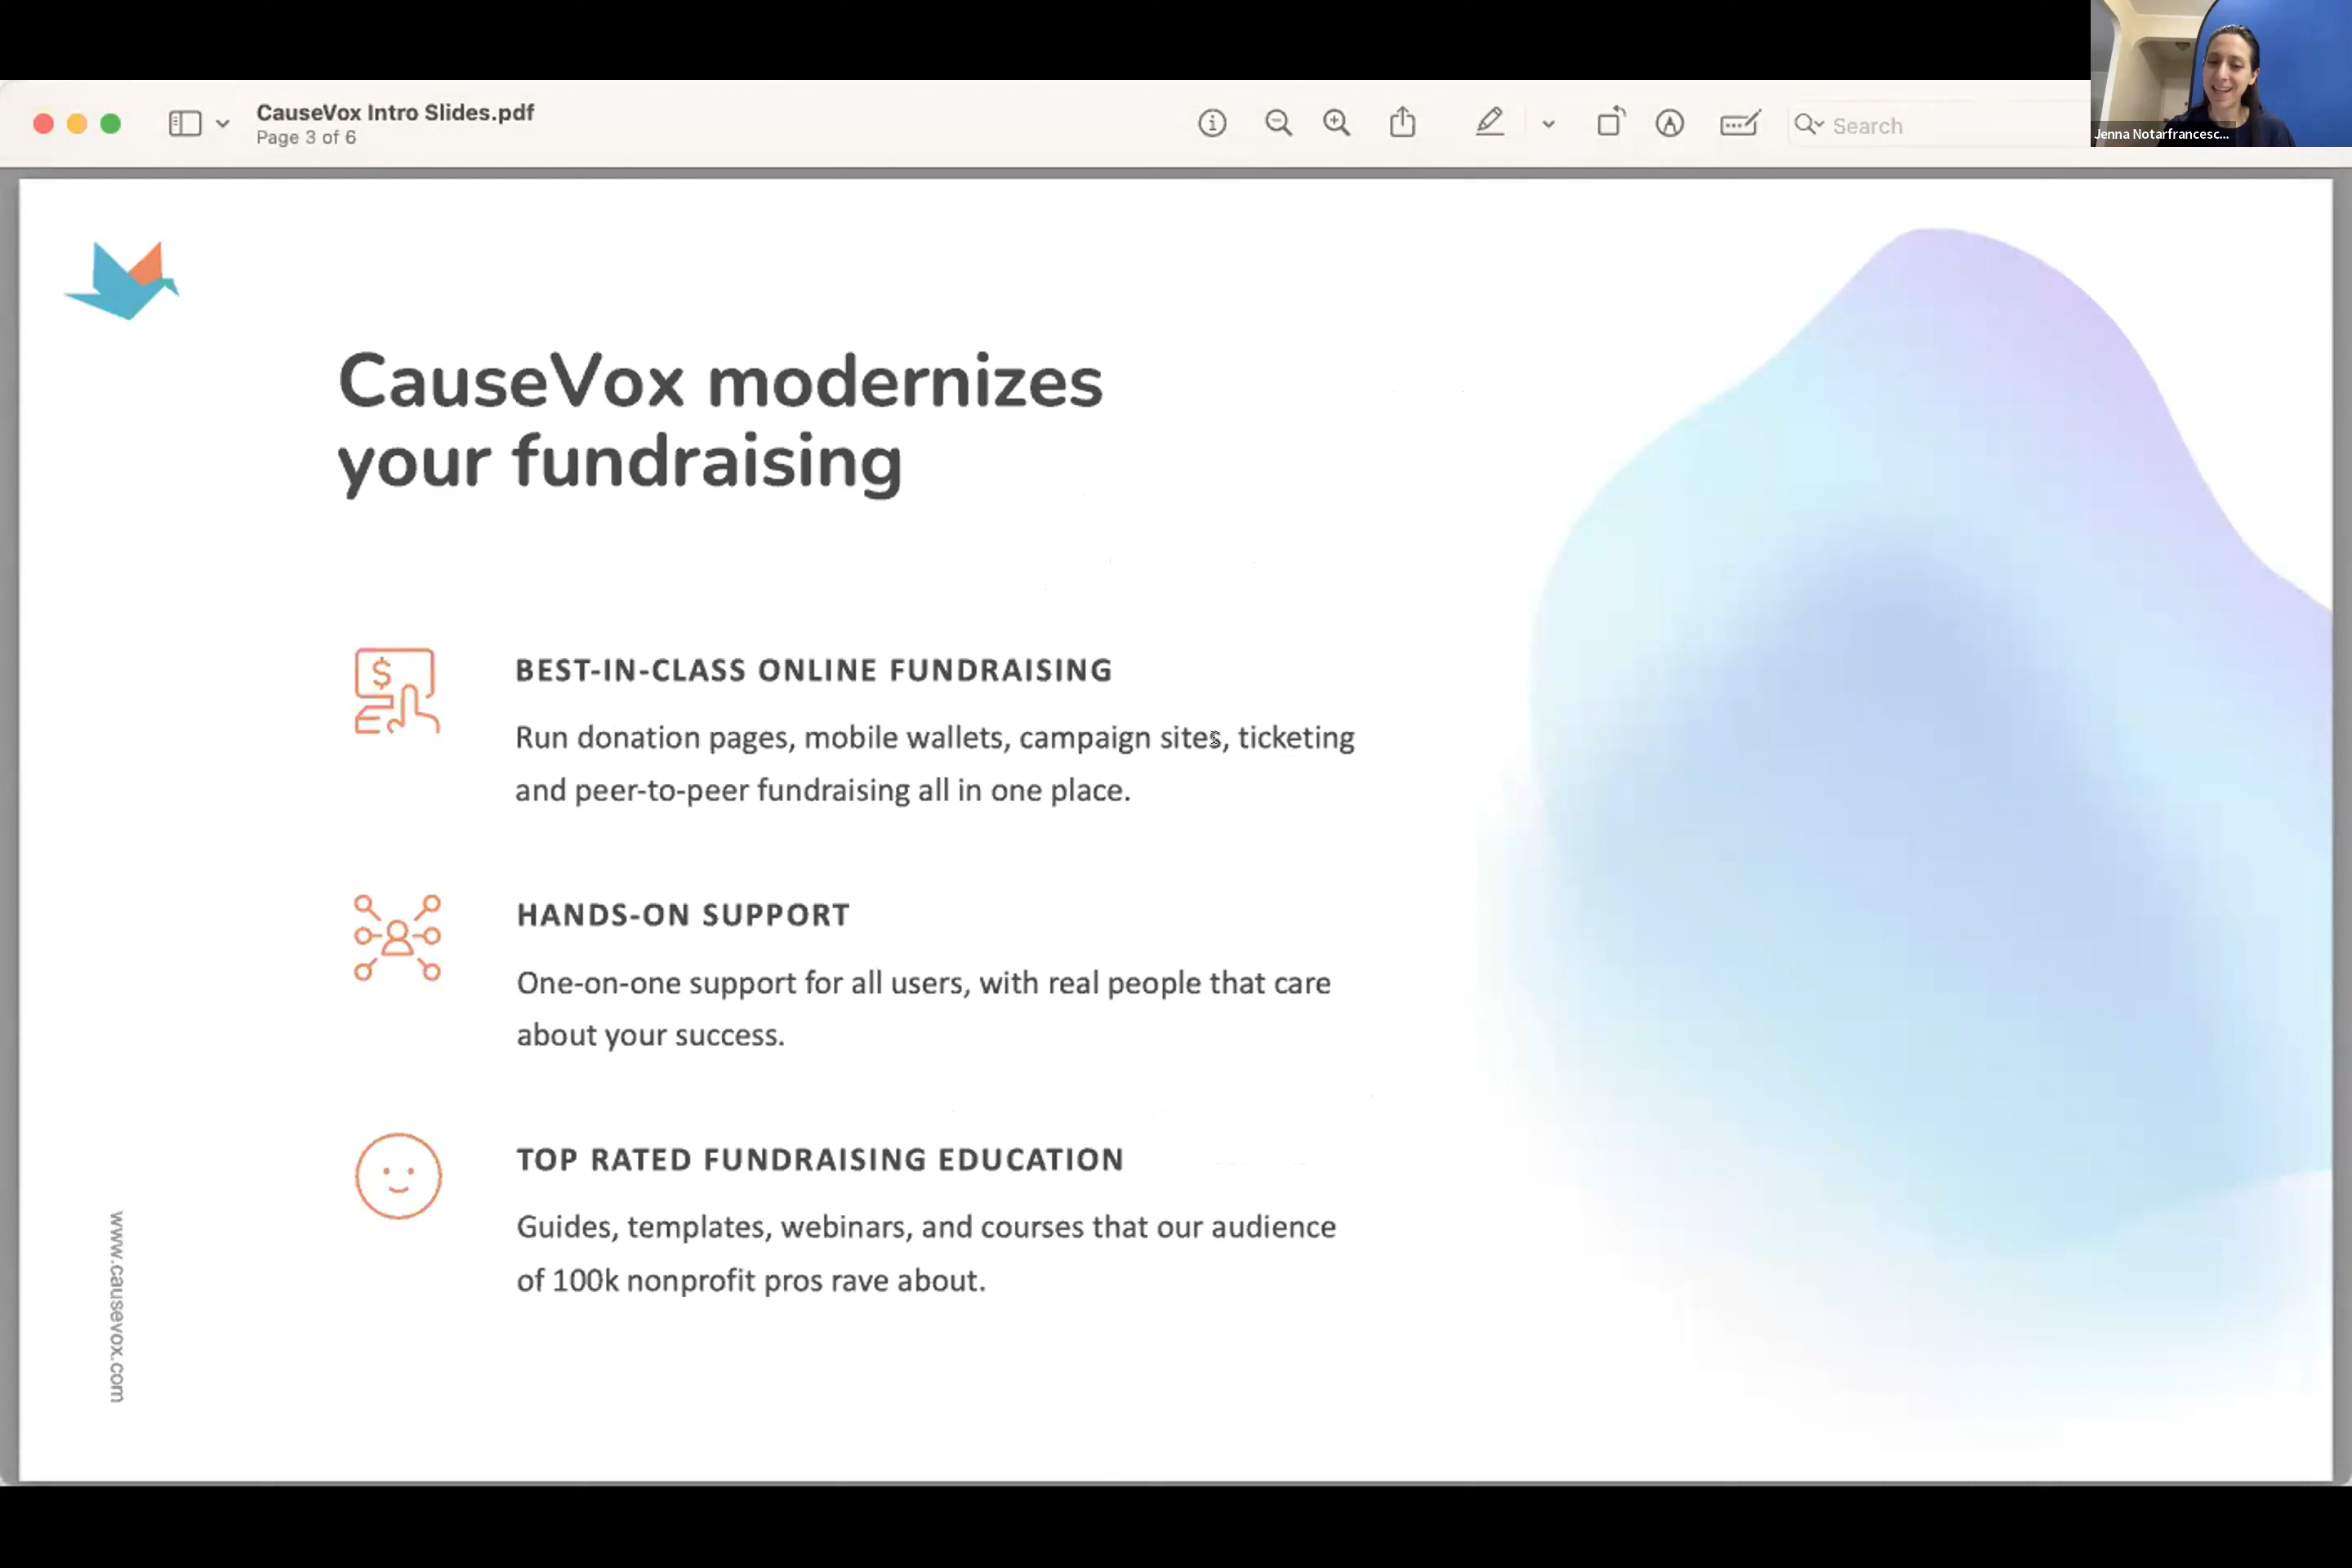 CauseVox Intro Slides.pdf
Page 3 of 6
Search
Jenna Notarfrancesc...
CauseVox modernizes
your fundraising
$
BEST-IN-CLASS ONLINE FUNDRAISING
Run donation pages, mobile wallets, campaign sites, ticketing
and peer-to-peer fundraising all in one place.
HANDS-ON SUPPORT
One-on-one support for all users, with real people that care
about your success.
TOP RATED FUNDRAISING EDUCATION
Guides, templates, webinars, and courses that our audience
of 100k nonprofit pros rave about.
www.causevox.com